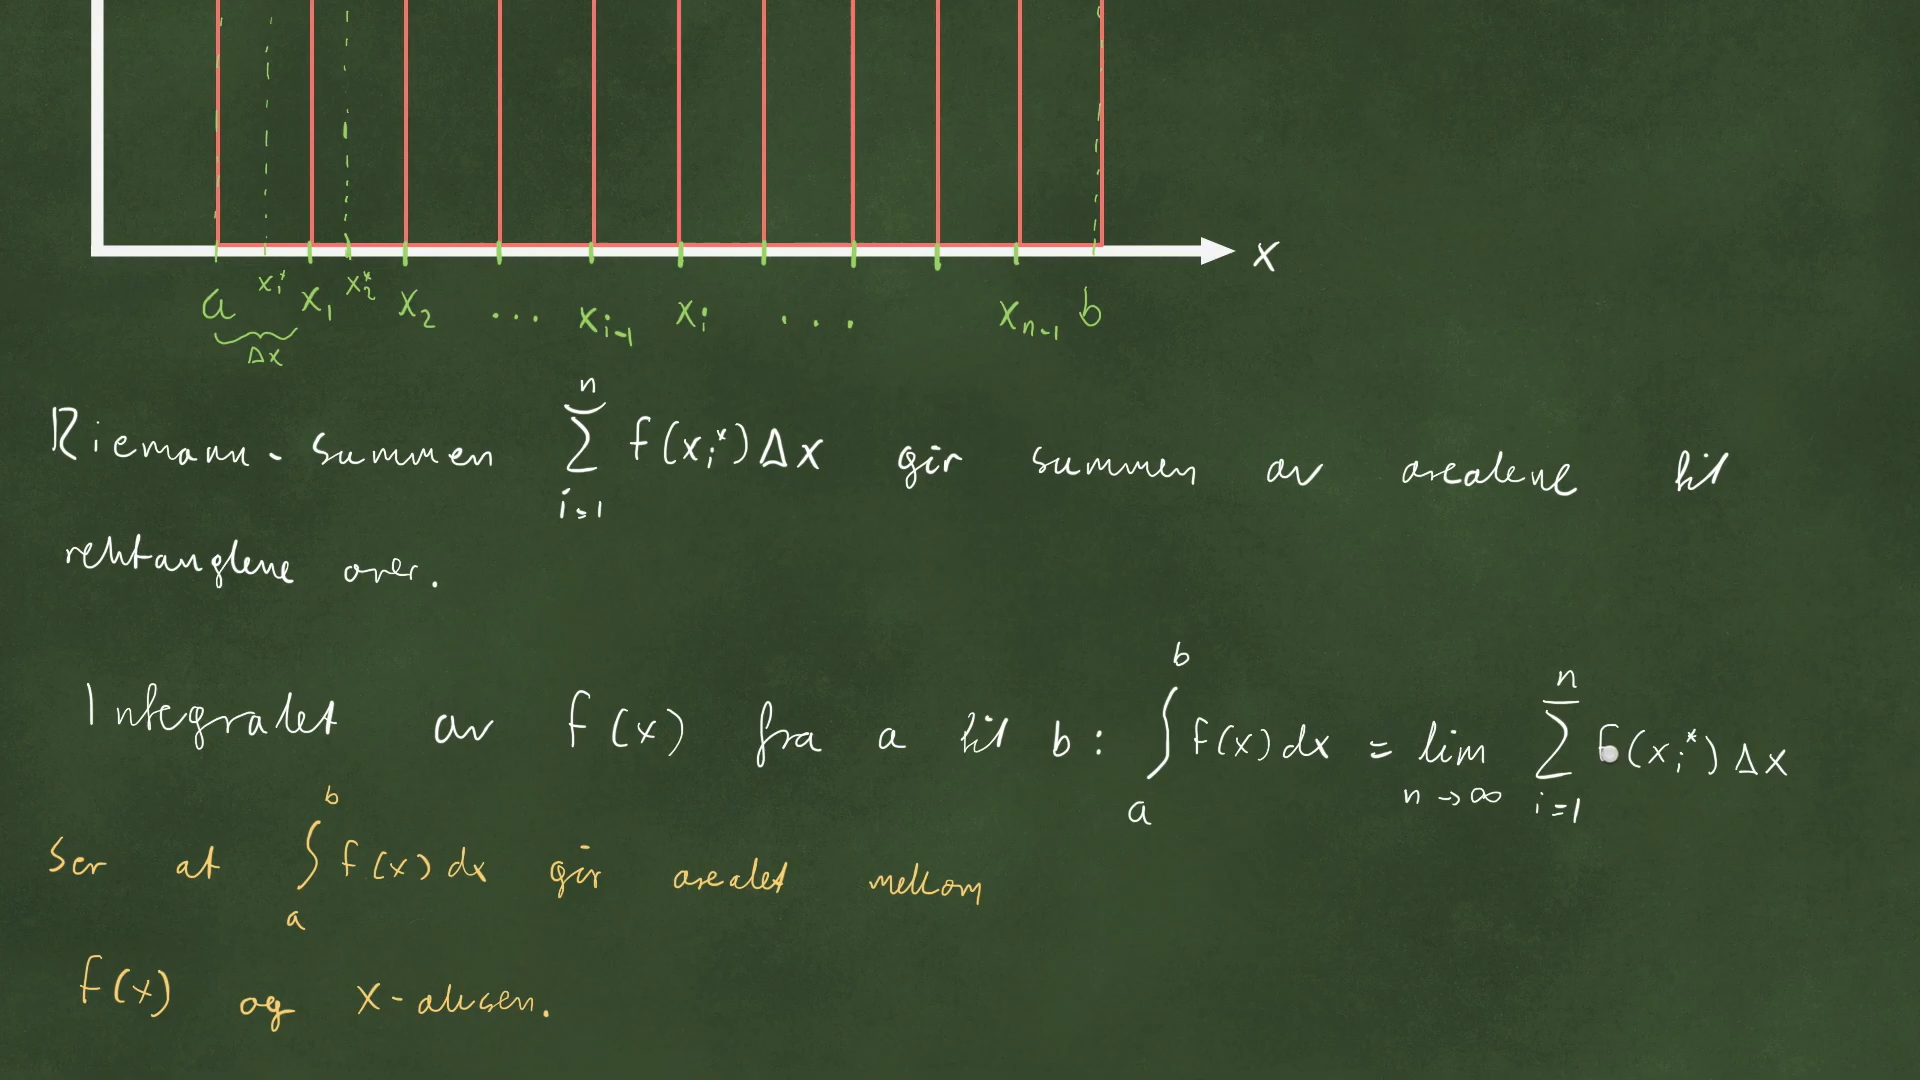 x
a x₁* x₁ x₂* x₂ ... xᵢ₋₁ xᵢ ... xₙ₋₁ b
Δx
Riemann-summen ∑ᵢ₌₁ⁿ f(xᵢ*)Δx gir summen av arealene til
rektanglene over.
Integralet av f(x) fra a til b: ∫ₐᵇ f(x)dx = lim n→∞ ∑ᵢ₌₁ⁿ f(xᵢ*)Δx
Ser at ∫ₐᵇ f(x)dx gir arealet mellom
f(x) og x-aksen.